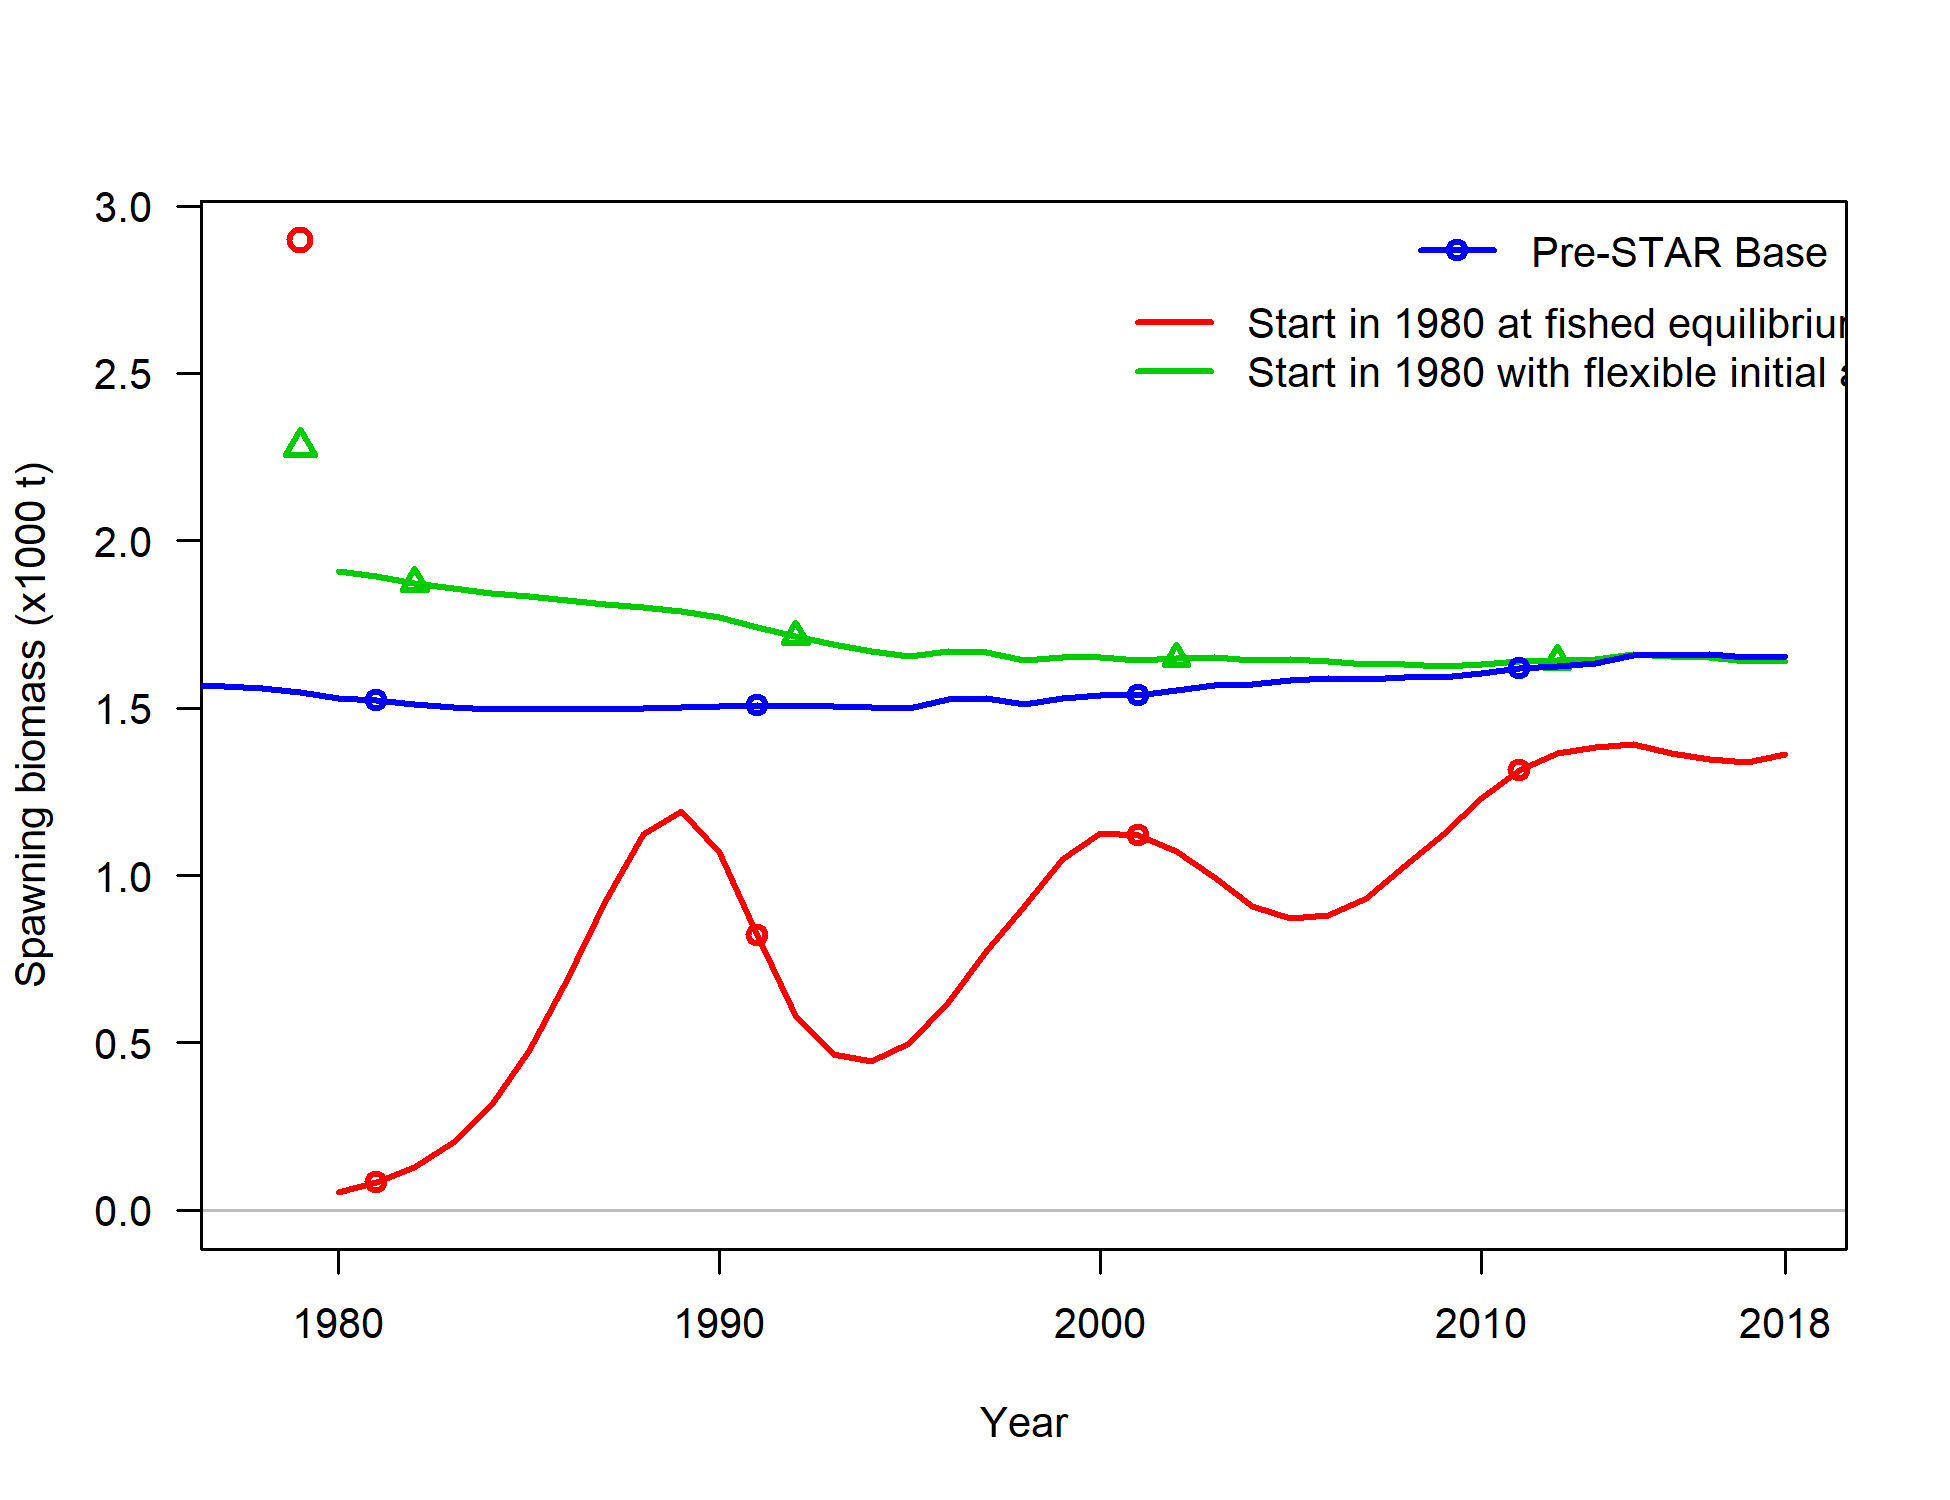 3.0
2.5
2.0
1.5
1.0
0.5
0.0
Spawning biomass (x1000 t)
Pre-STAR Base
Start in 1980 at fished
Start in 1980 with flexible initial
1980
1990
2000
2010
2018
Year